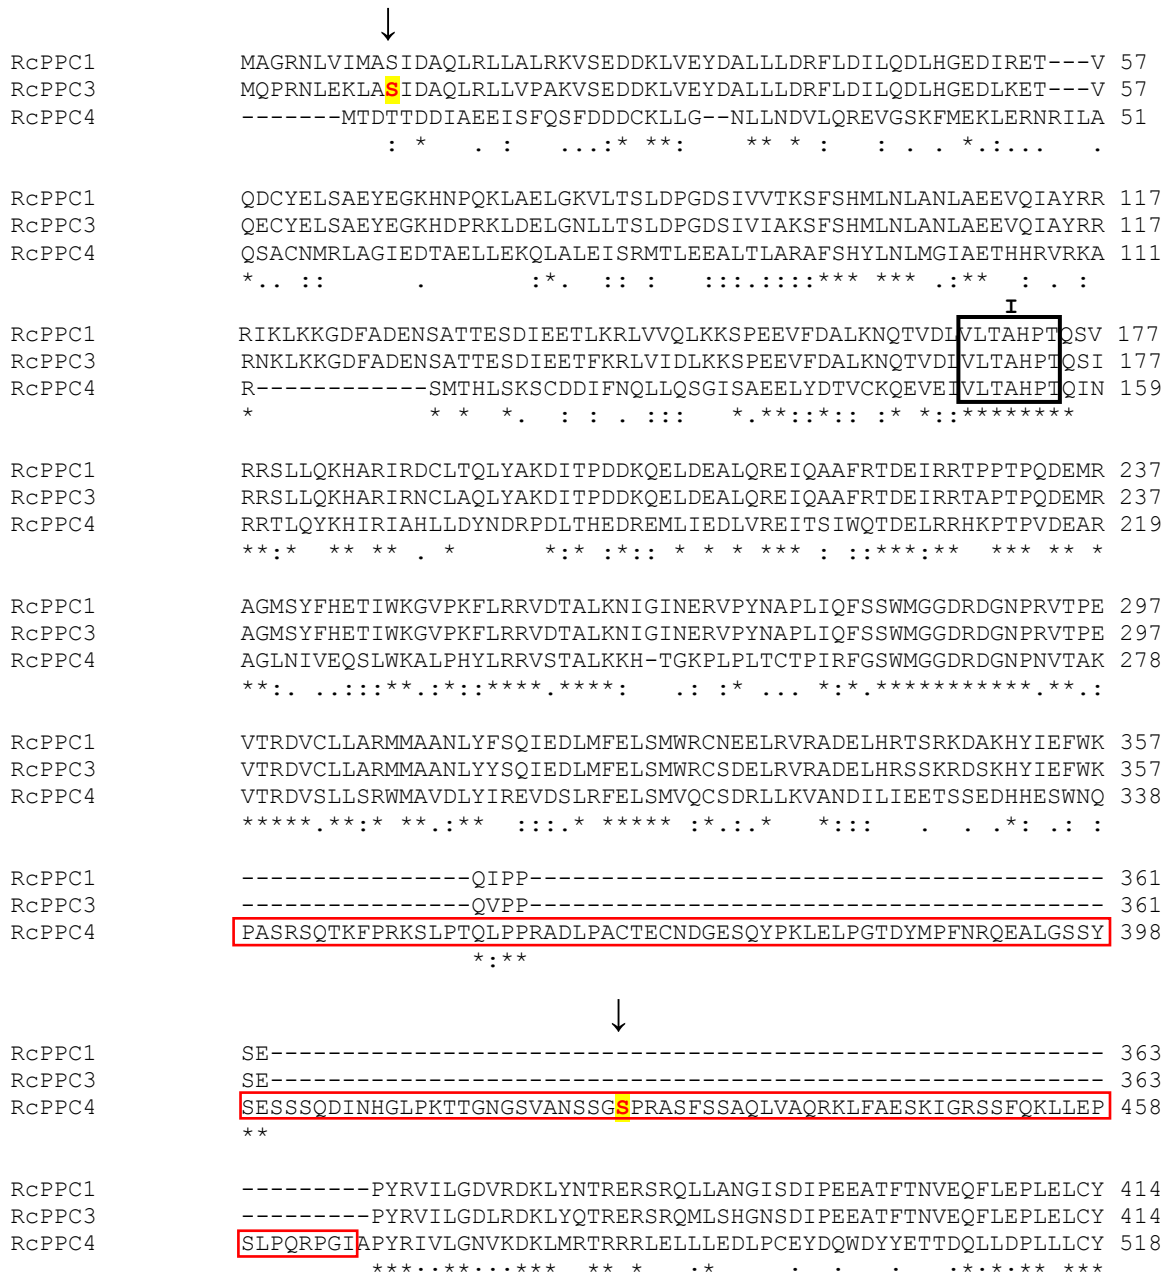 ↓
RcPPC1 MAGRNLVIMASIDAQLRLLALRKVSEDDKLVEYDALLLDRFLDILQDLHGEDIRET---V 57
RcPPC3 MQPRNLEKLASIDAQLRLLVPAKVSEDDKLVEYDALLLDRFLDILQDLHGEDLKET---V 57
RcPPC4 -------MTDTTDDIAEEISFQSFDDDCKLLG--NLLNDVLQREVGSKFMEKLERNRILA 51
: * . : ...:* **: ** * : : . . *.:... .
RcPPC1 QDCYELSAEYEGKHNPQKLAELGKVLTSLDPGDSIVVTKSFSHMLNLANLAEEVQIAYRR 117
RcPPC3 QECYELSAEYEGKHDPRKLDELGNLLTSLDPGDSIVIAKSFSHMLNLANLAEEVQIAYRR 117
RcPPC4 QSACNMRLAGIEDTAELLEKQLALEISRMTLEEALTLARAFSHYLNLMGIAETHHRVRKA 111
*.. :: . :*. :: : :::.::::*** *** .:** : . :
I
RcPPC1 RIKLKKGDFADENSATTESDIEETLKRLVVQLKKSPEEVFDALKNQTVDLVLTAHPTQSV 177
RcPPC3 RNKLKKGDFADENSATTESDIEETFKRLVIDLKKSPEEVFDALKNQTVDLVLTAHPTQSI 177
RcPPC4 R------------SMTHLSKSCDDIFNQLLQSGISAEELYDTVCKQEVEIVLTAHPTQIN 159
* * * *. : : . ::: *.**::*:: :* *::********
RcPPC1 RRSLLQKHARIRDCLTQLYAKDITPDDKQELDEALQREIQAAFRTDEIRRTPPTPQDEMR 237
RcPPC3 RRSLLQKHARIRNCLAQLYAKDITPDDKQELDEALQREIQAAFRTDEIRRTAPTPQDEMR 237
RcPPC4 RRTLQYKHIRIAHLLDYNDRPDLTHEDREMLIEDLVREITSIWQTDELRRHKPTPVDEAR 219
**:* ** ** . * *:* :*:: * * * *** : ::***:** *** ** *
RcPPC1 AGMSYFHETIWKGVPKFLRRVDTALKNIGINERVPYNAPLIQFSSWMGGDRDGNPRVTPE 297
RcPPC3 AGMSYFHETIWKGVPKFLRRVDTALKNIGINERVPYNAPLIQFSSWMGGDRDGNPRVTPE 297
RcPPC4 AGLNIVEQSLWKALPHYLRRVSTALKKH-TGKPLPLTCTPIRFGSWMGGDRDGNPNVTAK 278
**:. ..:::**.:*::****.****: .: :* ... *:*.***********.**.:
RcPPC1 VTRDVCLLARMMAANLYFSQIEDLMFELSMWRCNEELRVRADELHRTSRKDAKHYIEFWK 357
RcPPC3 VTRDVCLLARMMAANLYYSQIEDLMFELSMWRCSDELRVRADELHRSSKRDSKHYIEFWK 357
RcPPC4 VTRDVSLLSRWMAVDLYIREVDSLRFELSMVQCSDRLLKVANDILIEETSSEDHHESWNQ 338
*****.**:* **.:** :::.* ***** :*.:.* *::: . . .*: .: :
RcPPC1 ----------------QIPP---------------------------------------- 361
RcPPC3 ----------------QVPP---------------------------------------- 361
RcPPC4 PASRSQTKFPRKSLPTQLPPRADLPACTECNDGESQYPKLELPGTDYMPFNRQEALGSSY 398
*:**
↓
RcPPC1 SE---------------------------------------------------------- 363
RcPPC3 SE---------------------------------------------------------- 363
RcPPC4 SESSSQDINHGLPKTTGNGSVANSSGSPRASFSSAQLVAQRKLFAESKIGRSSFQKLLEP 458
**
RcPPC1 ---------PYRVILGDVRDKLYNTRERSRQLLANGISDIPEEATFTNVEQFLEPLELCY 414
RcPPC3 ---------PYRVILGDLRDKLYQTRERSRQMLSHGNSDIPEEATFTNVEQFLEPLELCY 414
RcPPC4 SLPQRPGIAPYRIVLGNVKDKLMRTRRRLELLLEDLPCEYDQWDYYETTDQLLDPLLLCY 518
***::**::*** ** * :* : : : :*:*:** ***